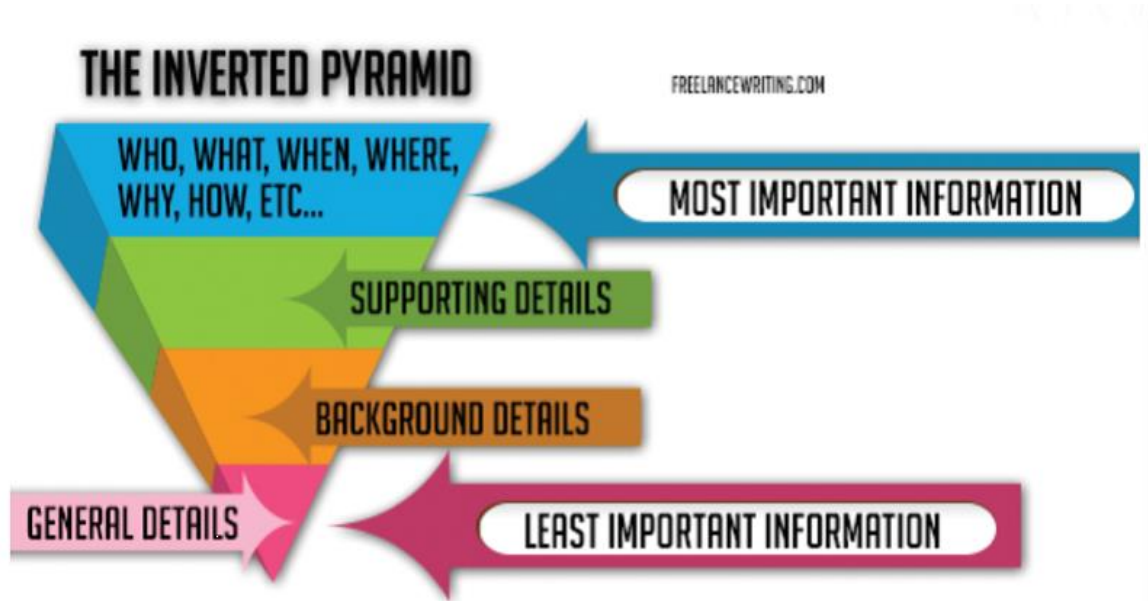 THE INVERTED PYRAMID
FREELANCEWRITING.COM
WHO, WHAT, WHEN, WHERE,
WHY, HOW, ETC...
MOST IMPORTANT INFORMATION
SUPPORTING DETAILS
BACKGROUND DETAILS
GENERAL DETAILS
LEAST IMPORTANT INFORMATION